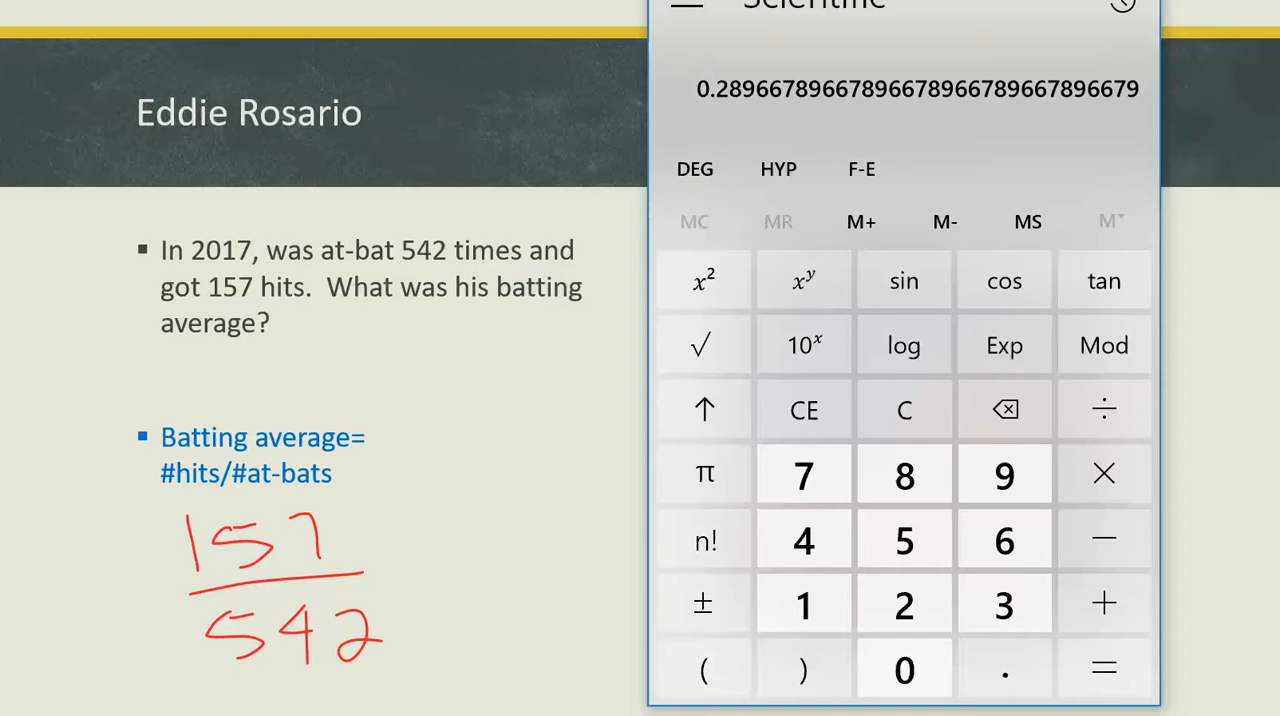 Scientific
Eddie Rosario
0.28966789667896678966789667896679
DEG HYP F-E
MC MR M+ M- MS M˅
▪ In 2017, was at-bat 542 times and
got 157 hits. What was his batting
average?
▪ Batting average=
#hits/#at-bats
157
542
x² xʸ sin cos tan
√ 10ˣ log Exp Mod
↑ CE C ⌫ ÷
π 7 8 9 ×
n! 4 5 6 −
± 1 2 3 +
( ) 0 . =